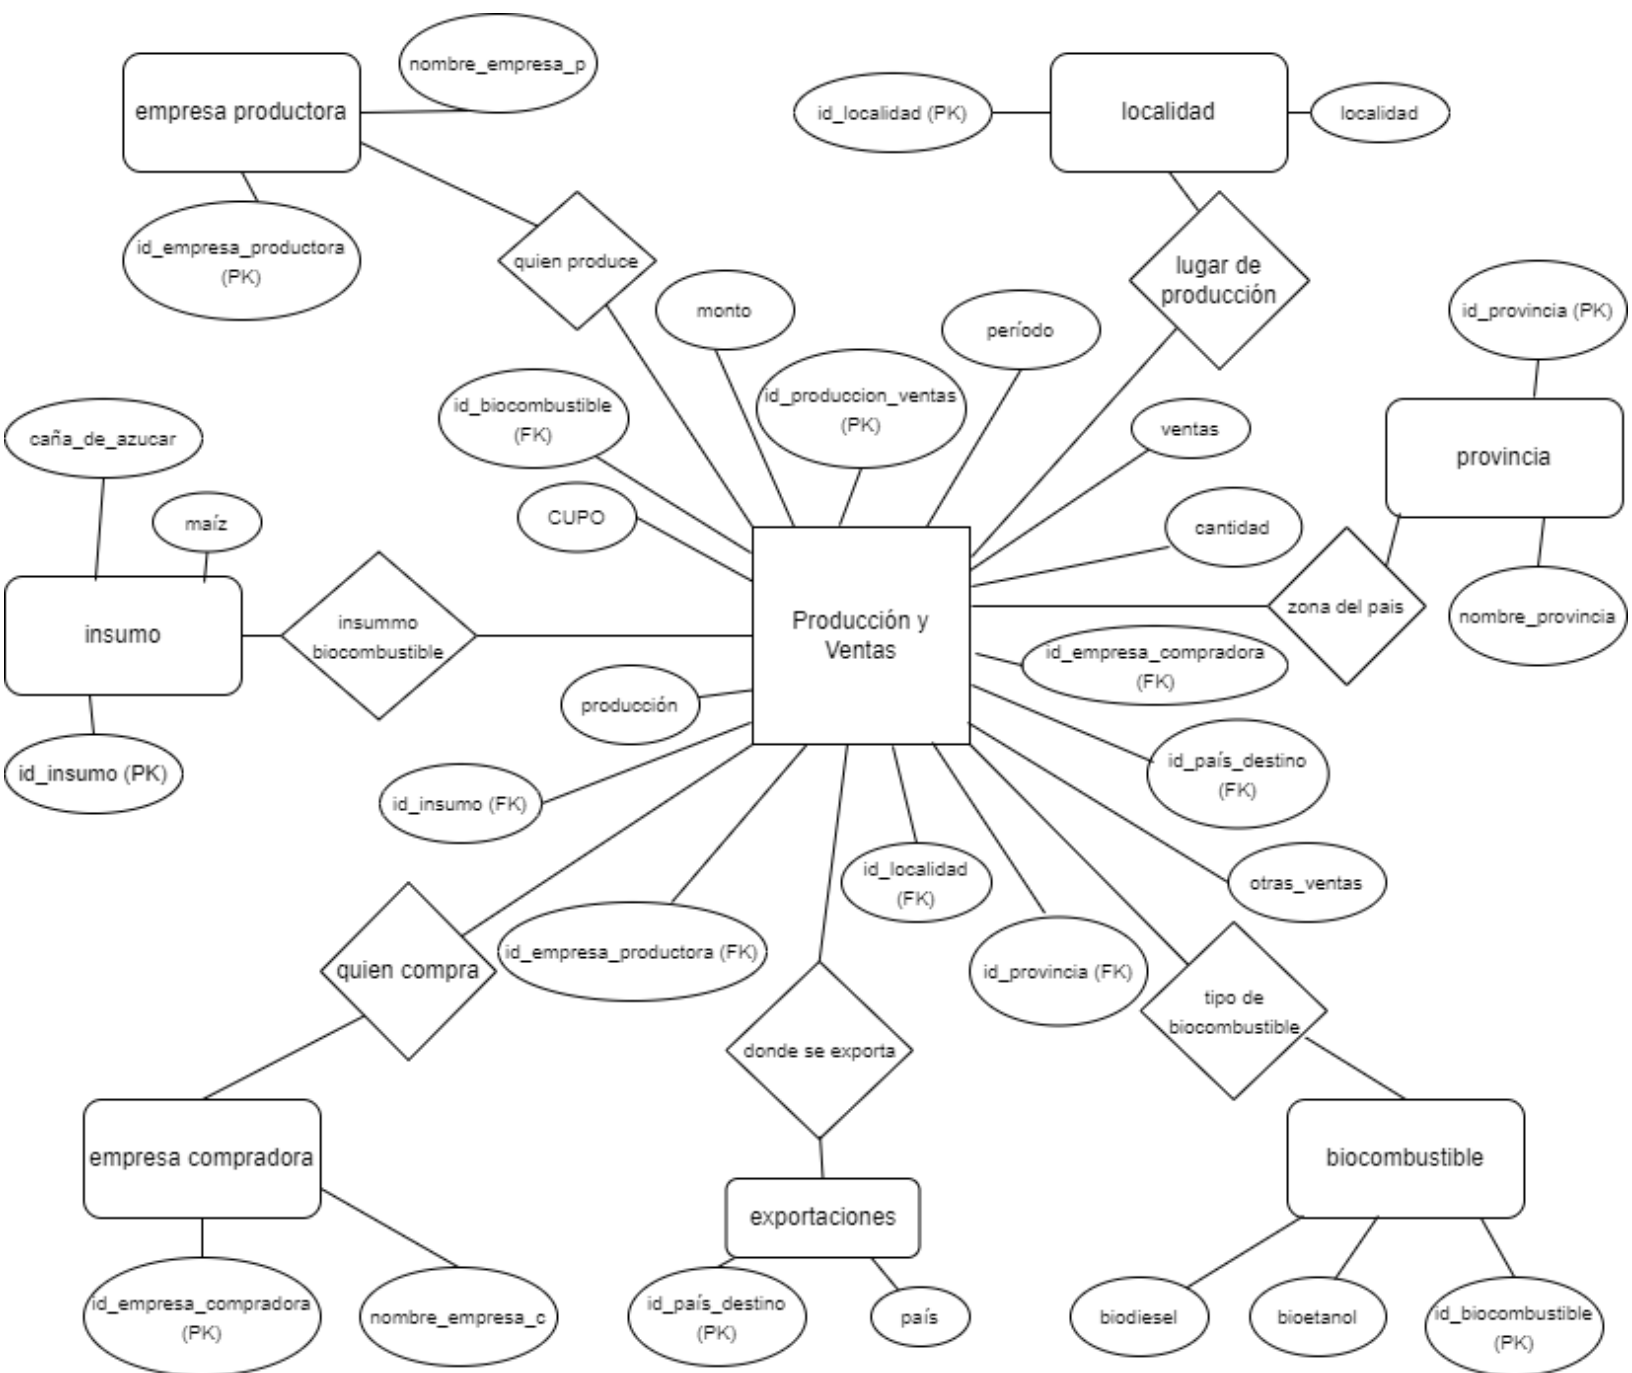 nombre_empresa_p
empresa productora
id_localidad (PK)
localidad
localidad
id_empresa_productora
(PK)
quien produce
lugar de
producción
monto
período
id_provincia (PK)
id_biocombustible
(FK)
id_produccion_ventas
(PK)
ventas
caña_de_azucar
provincia
maíz
CUPO
cantidad
insumo
insummo
biocombustible
Producción y
Ventas
zona del pais
nombre_provincia
id_empresa_compradora
(FK)
producción
id_insumo (PK)
id_insumo (FK)
id_país_destino
(FK)
id_localidad
(FK)
otras_ventas
quien compra
id_empresa_productora (FK)
id_provincia (FK)
tipo de
biocombustible
donde se exporta
empresa compradora
exportaciones
biocombustible
id_empresa_compradora
(PK)
nombre_empresa_c
id_país_destino
(PK)
país
biodiesel
bioetanol
id_biocombustible
(PK)